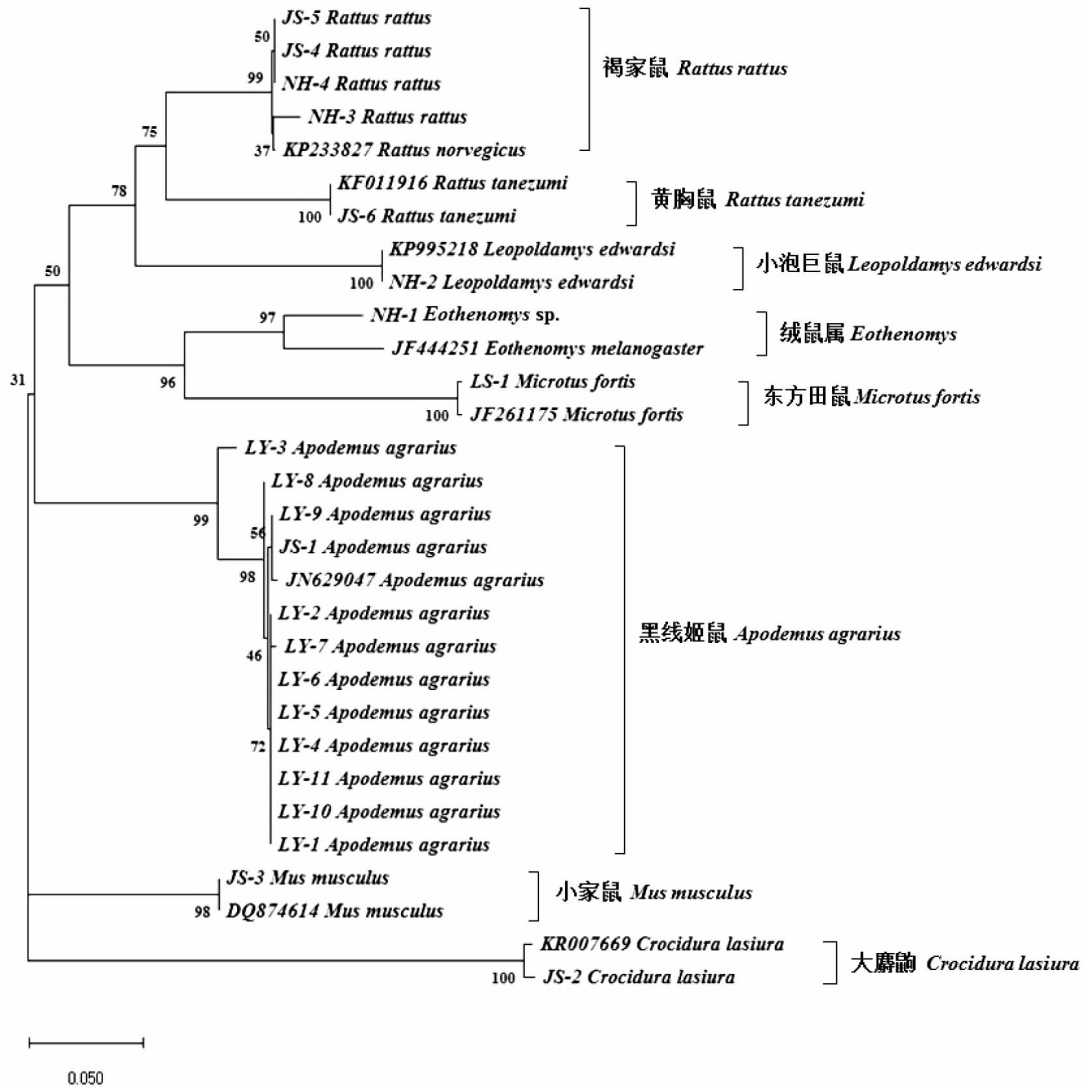 JS-5 Rattus rattus
50
JS-4 Rattus rattus
褐家鼠 Rattus rattus
99
NH-4 Rattus rattus
NH-3 Rattus rattus
75
37
KP233827 Rattus norvegicus
KF011916 Rattus tanezumi
黄胸鼠 Rattus tanezumi
78
100
JS-6 Rattus tanezumi
KP995218 Leopoldamys edwardsi
小泡巨鼠 Leopoldamys edwardsi
50
100
NH-2 Leopoldamys edwardsi
97
NH-1 Eothenomys sp.
绒鼠属 Eothenomys
JF444251 Eothenomys melanogaster
31
96
LS-1 Microtus fortis
东方田鼠 Microtus fortis
100
JF261175 Microtus fortis
LY-3 Apodemus agrarius
LY-8 Apodemus agrarius
99
LY-9 Apodemus agrarius
56
JS-1 Apodemus agrarius
98
JN629047 Apodemus agrarius
LY-2 Apodemus agrarius
黑线姬鼠 Apodemus agrarius
46
LY-7 Apodemus agrarius
LY-6 Apodemus agrarius
LY-5 Apodemus agrarius
72
LY-4 Apodemus agrarius
LY-11 Apodemus agrarius
LY-10 Apodemus agrarius
LY-1 Apodemus agrarius
JS-3 Mus musculus
小家鼠 Mus musculus
98
DQ874614 Mus musculus
KR007669 Crocidura lasiura
大麝鼩 Crocidura lasiura
100
JS-2 Crocidura lasiura
0.050